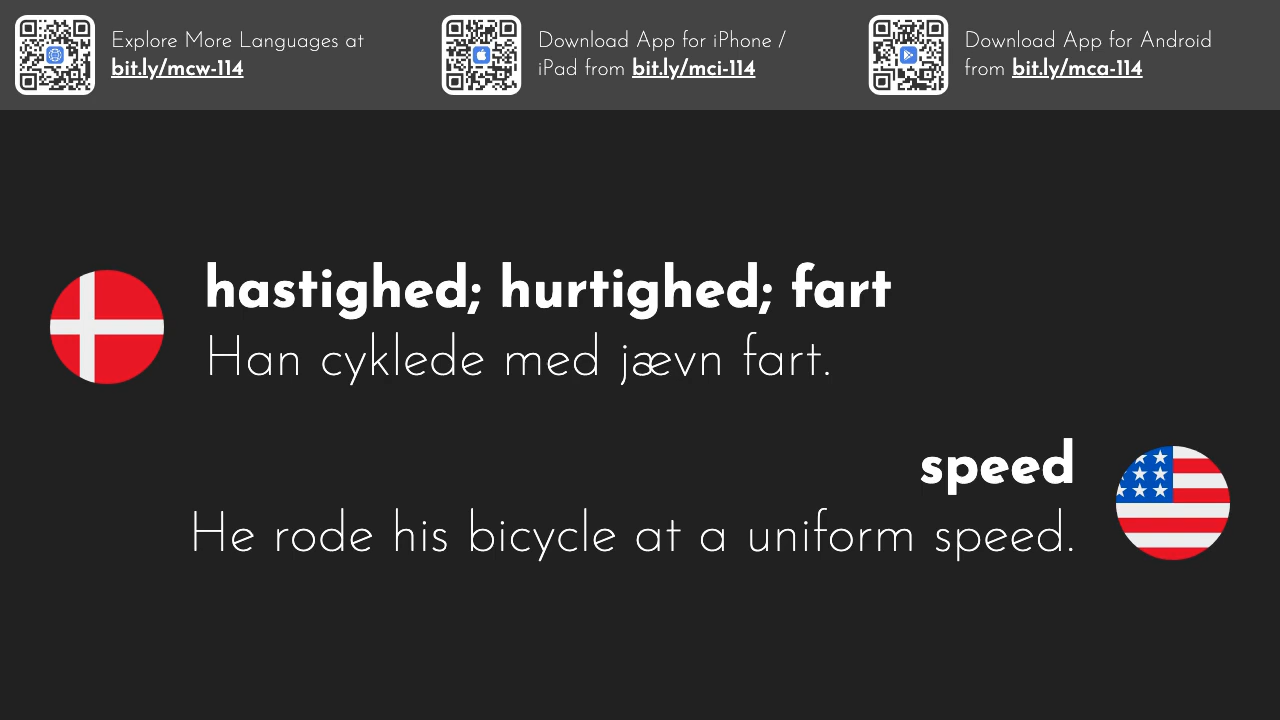 Explore More Languages at
bit.ly/mcw-114
Download App for iPhone /
iPad from bit.ly/mci-114
Download App for Android
from bit.ly/mca-114
hastighed; hurtighed; fart
Han cyklede med jævn fart.
speed
He rode his bicycle at a uniform speed.